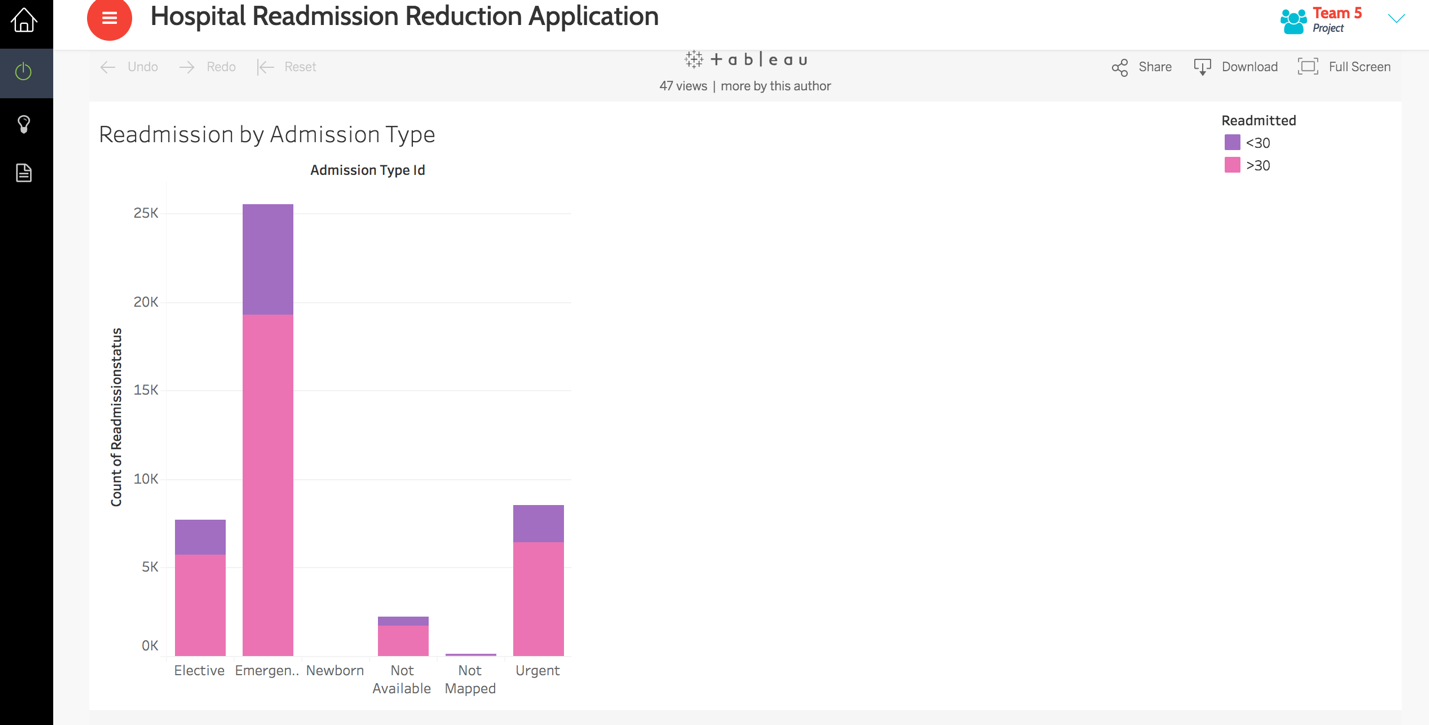 Hospital Readmission Reduction Application
Team 5
Project
Undo
Redo
Reset
+ableau
47 views | more by this author
Share
Download
Full Screen
Readmission by Admission Type
Readmitted
<30
>30
Admission Type Id
Count of Readmissionstatus
25K
20K
15K
10K
5K
0K
Elective
Emergen..
Newborn
Not
Available
Not
Mapped
Urgent